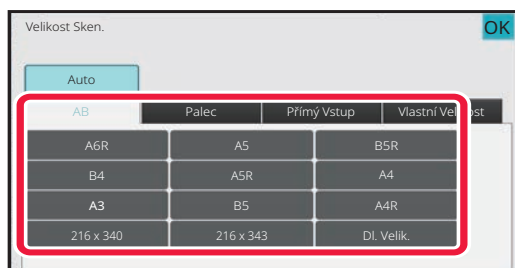 Velikost Sken. OK
Auto
AB Palec Přímý Vstup Vlastní Velikost
A6R A5 B5R
B4 A5R A4
A3 B5 A4R
216 x 340 216 x 343 Dl. Velik.